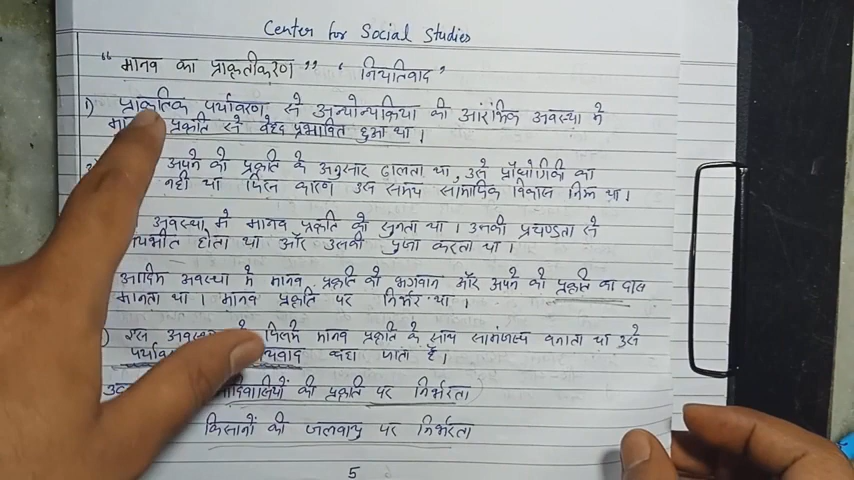 Center for Social Studies
“मानव का प्राकृतीकरण” ‘नियतिवाद’
1) प्राकृतिक पर्यावरण से अन्योन्यक्रिया की आरंभिक अवस्था में
प्रकृति से बेहद प्रभावित हुआ था।
अपने को प्रकृति के अनुसार ढालता था, उसे प्रौद्योगिकी का
नहीं था जिस कारण उस समय सामाजिक विकास निम्न था।
अवस्था में मानव प्रकृति को सुनता था। उसकी प्रचण्डता से
होता था और उसकी पूजा करता था।
आदिम अवस्था में मानव प्रकृति को भगवान और अपने को प्रकृति का दास
मानता था। मानव प्रकृति पर निर्भर था।
) इस अवस्था जिसमें मानव प्रकृति के साथ सामंजस्य बनाता था उसे
कहा जाता है।
की प्रकृति पर निर्भरता
किसानों की जलवायु पर निर्भरता
5